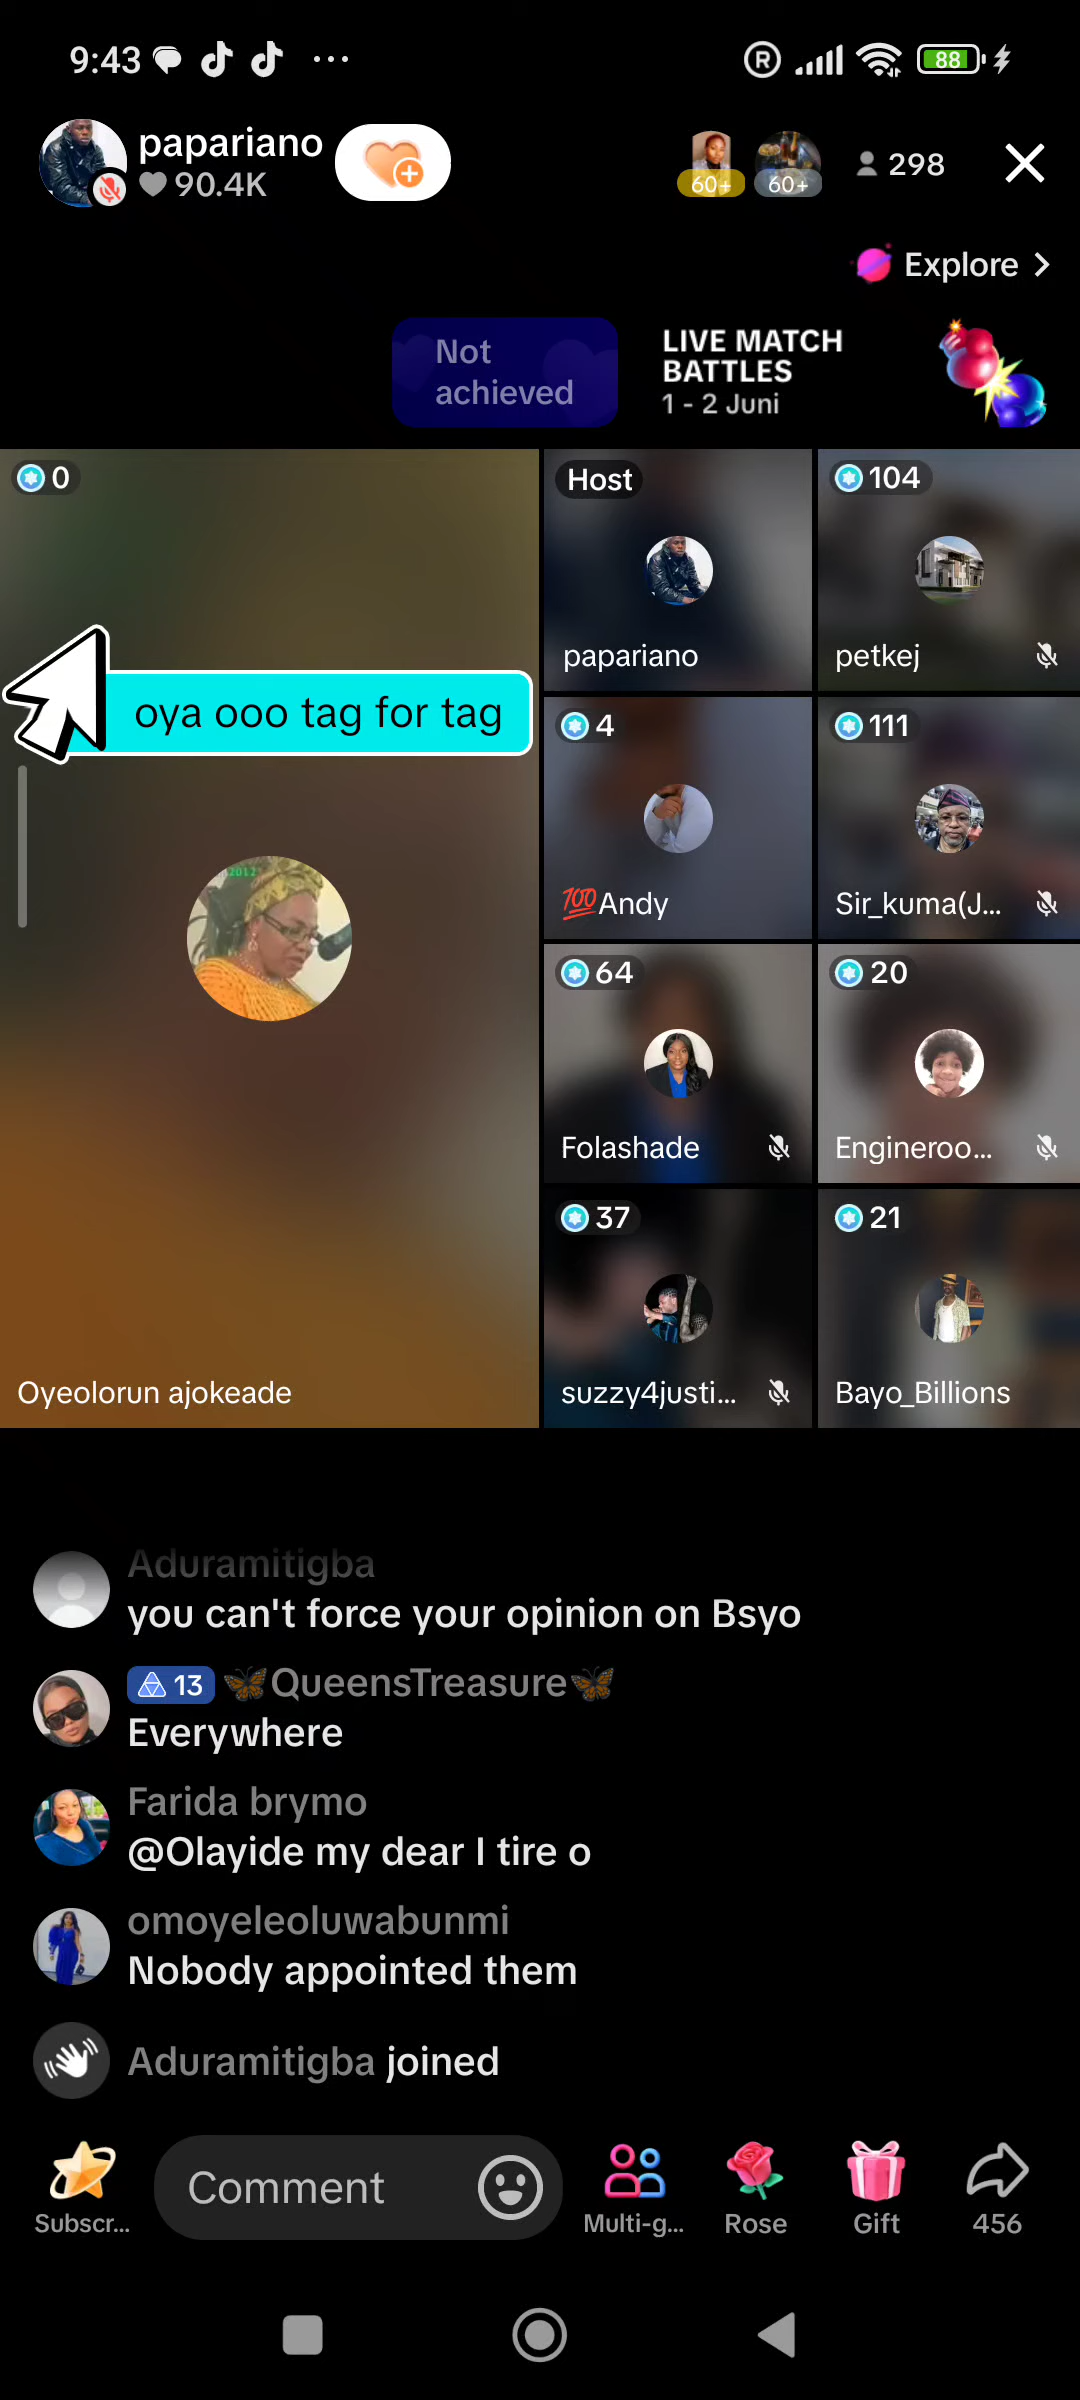 9:43
88
papariano
90.4K
60+
60+
298
Explore
Not
achieved
LIVE MATCH
BATTLES
1 - 2 Juni
0
Host
104
papariano
petkej
oya ooo tag for tag
4
111
2012
💯Andy
Sir_kuma(J...
64
20
Folashade
Engineroo...
37
21
Oyeolorun ajokeade
suzzy4justi...
Bayo_Billions
Aduramitigba
you can't force your opinion on Bsyo
13 🦋QueensTreasure🦋
Everywhere
Farida brymo
@Olayide my dear I tire o
omoyeleoluwabunmi
Nobody appointed them
Aduramitigba joined
Comment
Subscr...
Multi-g...
Rose
Gift
456